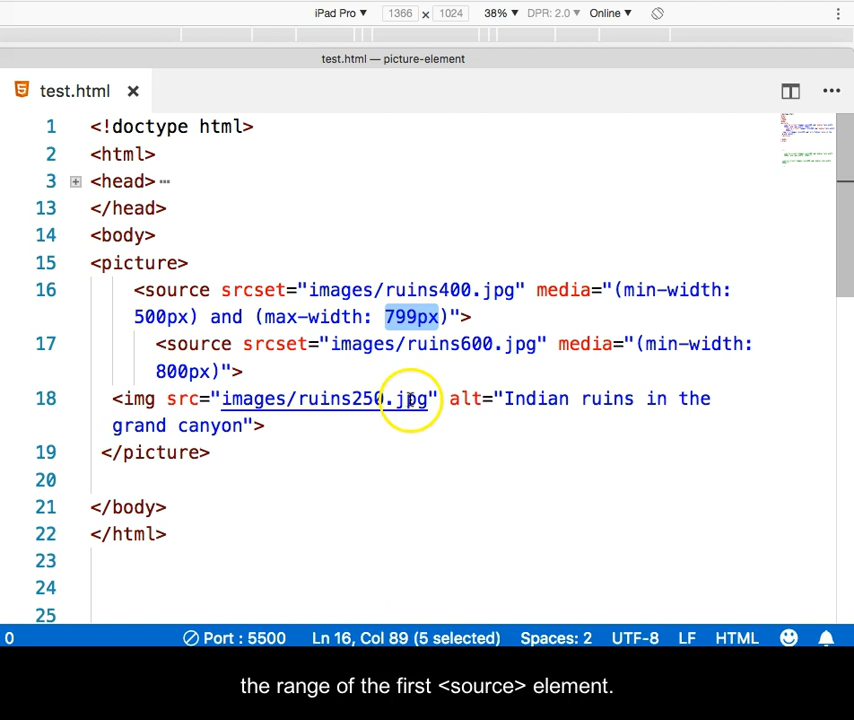 iPad Pro ▼ 1366 x 1024 38% ▼ DPR: 2.0 ▼ Online ▼
test.html — picture-element
test.html
1 <!doctype html>
2 <html>
3 <head> ⋯
13 </head>
14 <body>
15 <picture>
16 <source srcset="images/ruins400.jpg" media="(min-width:
500px) and (max-width: 799px)">
17 <source srcset="images/ruins600.jpg" media="(min-width:
800px)">
18 <img src="images/ruins250.jpg" alt="Indian ruins in the
grand canyon">
19 </picture>
20
21 </body>
22 </html>
23
24
25
0 Port : 5500 Ln 16, Col 89 (5 selected) Spaces: 2 UTF-8 LF HTML
the range of the first <source> element.